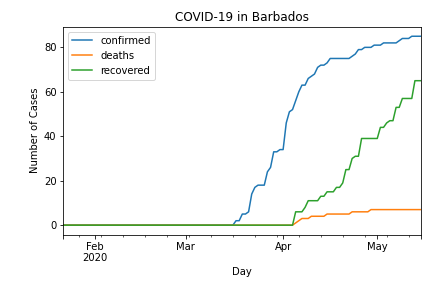 COVID-19 in Barbados
confirmed
deaths
recovered
Number of Cases
80
60
40
20
0
Feb
2020
Mar
Apr
May
Day